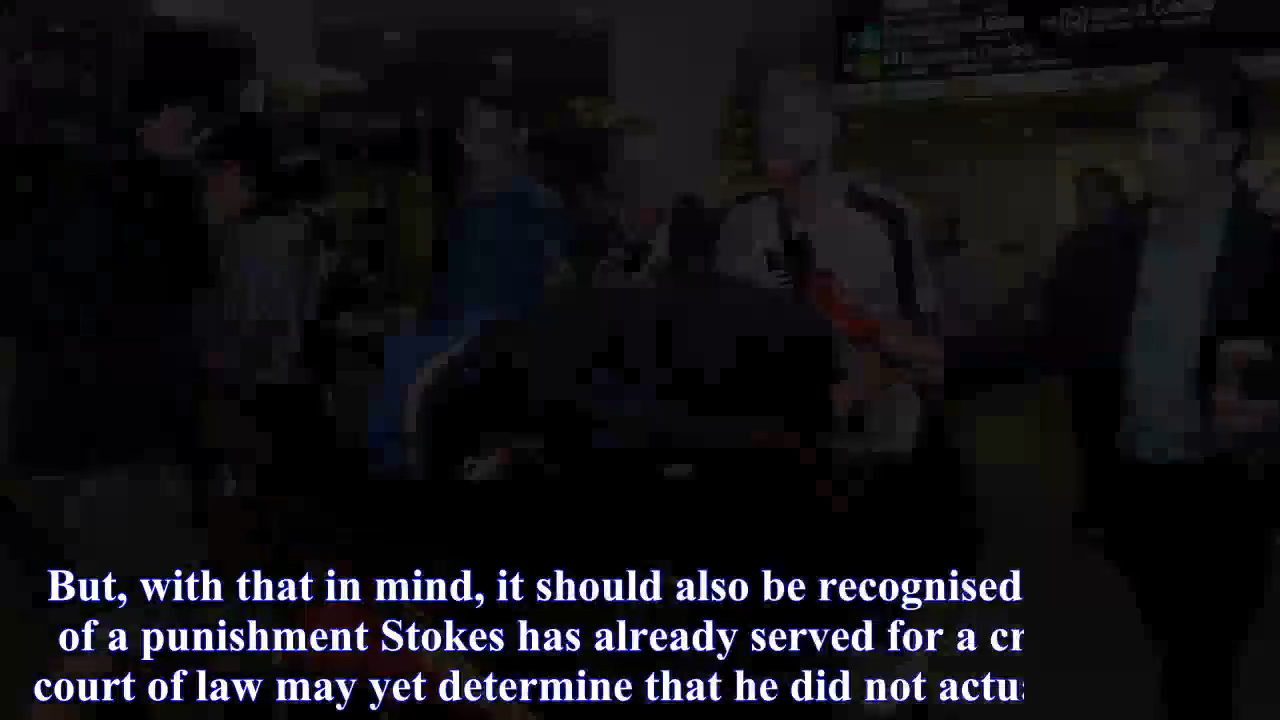 But, with that in mind, it should also be recognised
of a punishment Stokes has already served for a
court of law may yet determine that he did not